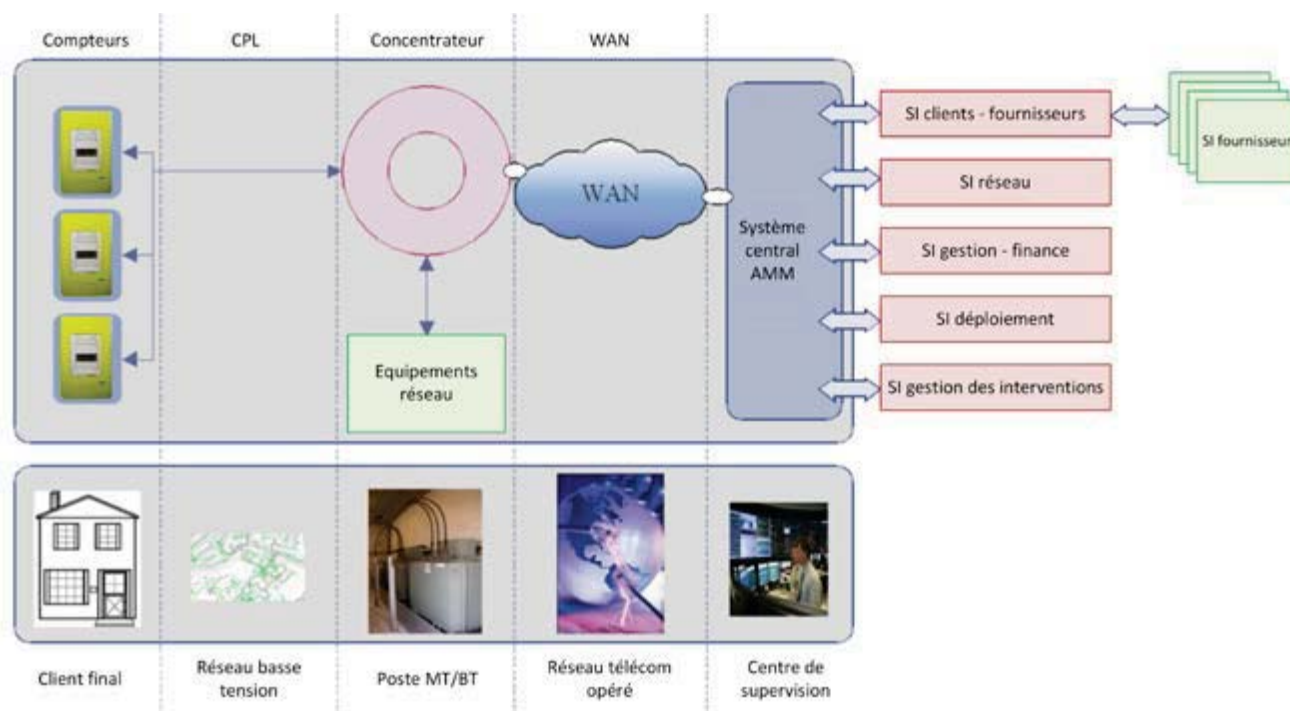 Compteurs
CPL
Concentrateur
WAN
WAN
Système
central
AMM
Equipements
réseau
SI clients - fournisseurs
SI réseau
SI gestion - finance
SI déploiement
SI gestion des interventions
SI fournisseur
Client final
Réseau basse
tension
Poste MT/BT
Réseau télécom
opéré
Centre de
supervision